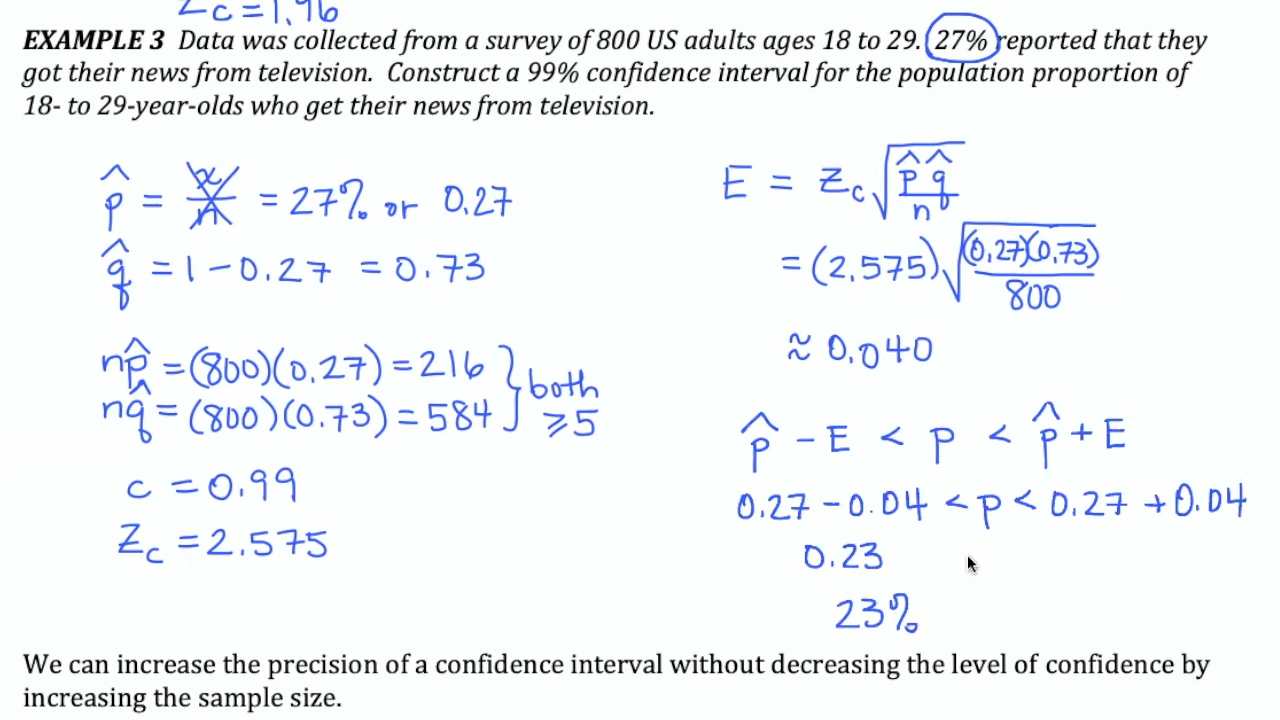 Zc = 1.96
EXAMPLE 3 Data was collected from a survey of 800 US adults ages 18 to 29. 27% reported that they
got their news from television. Construct a 99% confidence interval for the population proportion of
18- to 29-year-olds who get their news from television.
p̂ = x/n = 27% or 0.27
q̂ = 1 - 0.27 = 0.73
np̂ = (800)(0.27) = 216
nq̂ = (800)(0.73) = 584
both
≥ 5
c = 0.99
Zc = 2.575
E = Zc √(p̂ q̂ / n)
= (2.575) √((0.27)(0.73) / 800)
≈ 0.040
p̂ - E < p < p̂ + E
0.27 - 0.04 < p < 0.27 + 0.04
0.23
23%
We can increase the precision of a confidence interval without decreasing the level of confidence by
increasing the sample size.